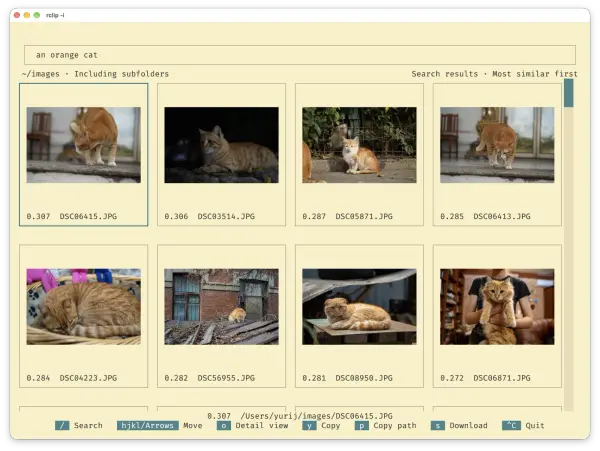 rclip -i
an orange cat
~/images · Including subfolders Search results · Most similar first
0.307 DSC06415.JPG 0.306 DSC03514.JPG 0.287 DSC05871.JPG 0.285 DSC06413.JPG
0.284 DSC04223.JPG 0.282 DSC56955.JPG 0.281 DSC08950.JPG 0.272 DSC06871.JPG
0.307 /Users/yurij/images/DSC06415.JPG
/ Search hjkl/Arrows Move o Detail view y Copy p Copy path s Download ^C Quit